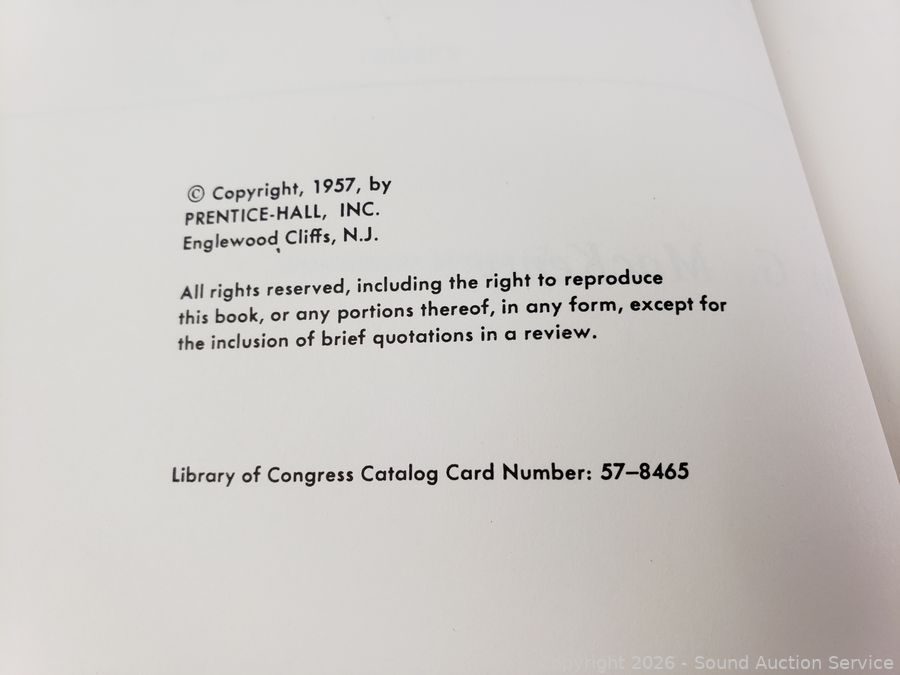 © Copyright, 1957, by
PRENTICE-HALL, INC.
Englewood Cliffs, N.J.
All rights reserved, including the right to reproduce
this book, or any portions thereof, in any form, except for
the inclusion of brief quotations in a review.
Library of Congress Catalog Card Number: 57–8465
Copyright 2026 - Sound Auction Service